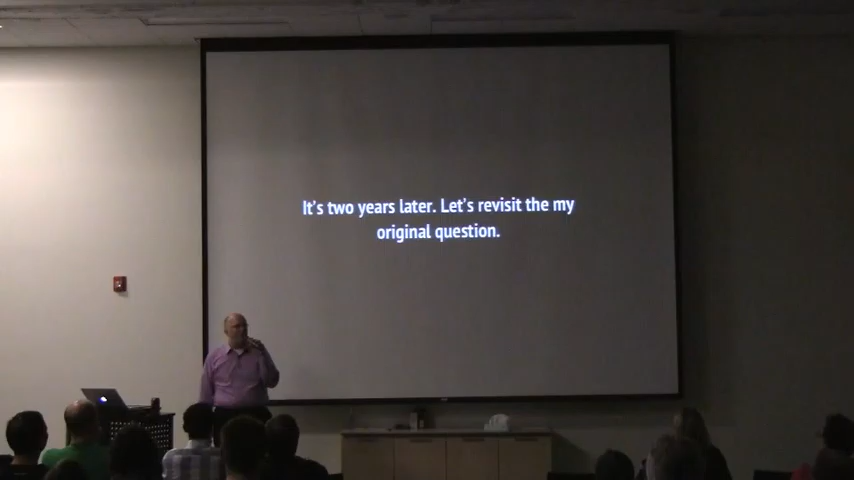 It's two years later. Let's revisit the my
original question.